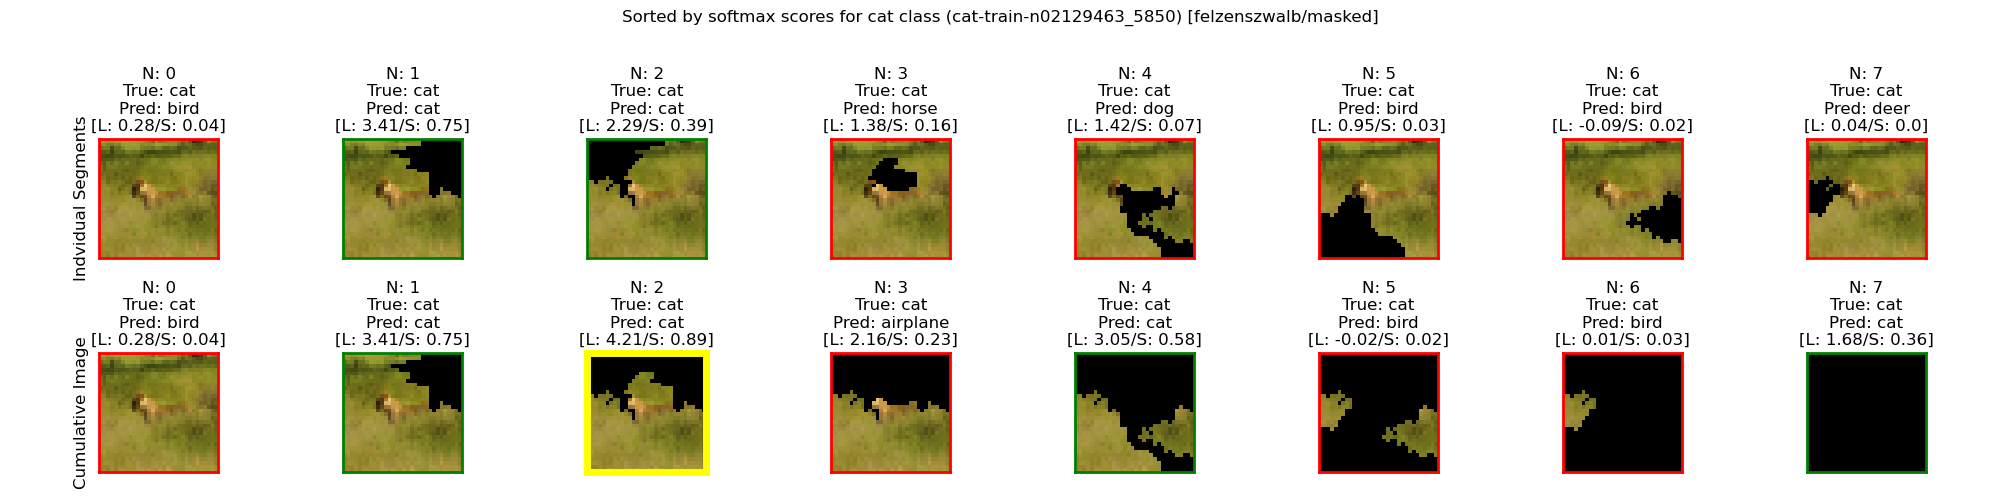 Sorted by softmax scores for cat class (cat-train-n02129463_5850) [felzenszwalb/masked]
Indvidual Segments
N: 0
True: cat
Pred: bird
[L: 0.28/S: 0.04]
N: 1
True: cat
Pred: cat
[L: 3.41/S: 0.75]
N: 2
True: cat
Pred: cat
[L: 2.29/S: 0.39]
N: 3
True: cat
Pred: horse
[L: 1.38/S: 0.16]
N: 4
True: cat
Pred: dog
[L: 1.42/S: 0.07]
N: 5
True: cat
Pred: bird
[L: 0.95/S: 0.03]
N: 6
True: cat
Pred: bird
[L: -0.09/S: 0.02]
N: 7
True: cat
Pred: deer
[L: 0.04/S: 0.0]
Cumulative Image
N: 0
True: cat
Pred: bird
[L: 0.28/S: 0.04]
N: 1
True: cat
Pred: cat
[L: 3.41/S: 0.75]
N: 2
True: cat
Pred: cat
[L: 4.21/S: 0.89]
N: 3
True: cat
Pred: airplane
[L: 2.16/S: 0.23]
N: 4
True: cat
Pred: cat
[L: 3.05/S: 0.58]
N: 5
True: cat
Pred: bird
[L: -0.02/S: 0.02]
N: 6
True: cat
Pred: bird
[L: 0.01/S: 0.03]
N: 7
True: cat
Pred: cat
[L: 1.68/S: 0.36]